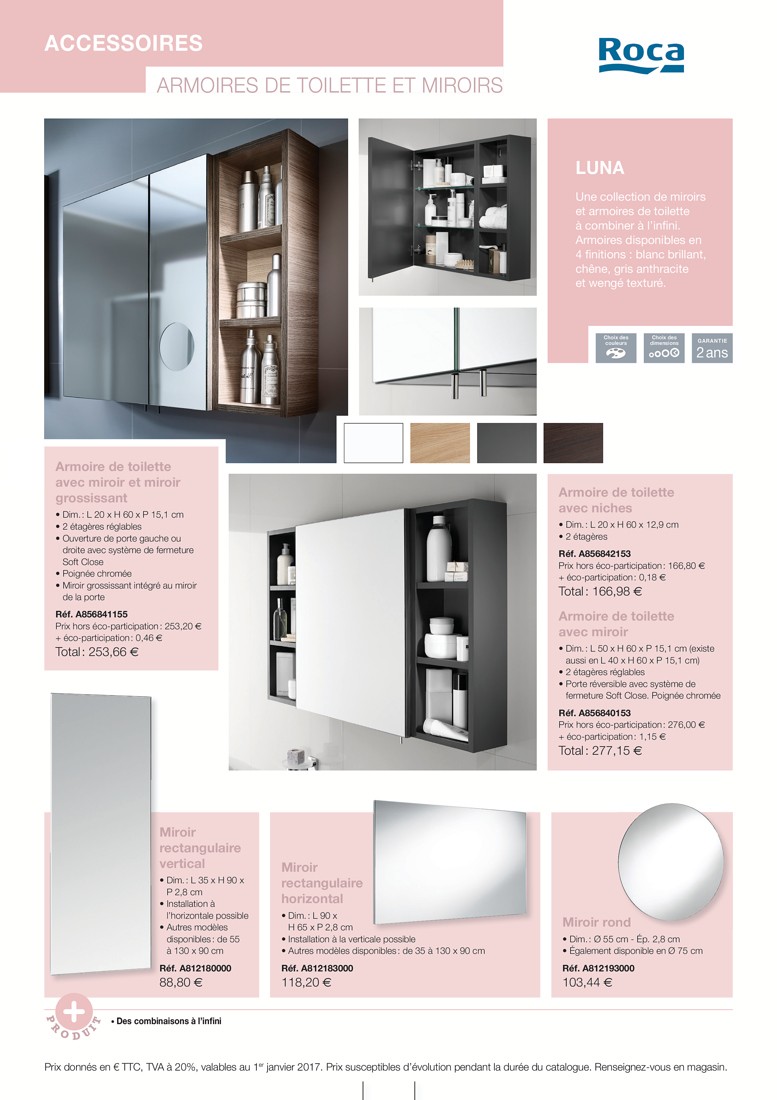 ACCESSOIRES
ARMOIRES DE TOILETTE ET MIROIRS
Roca
LUNA
Une collection de miroirs
et armoires de toilette
à combiner à l'infini.
Armoires disponibles en
4 finitions : blanc brillant,
chêne, gris anthracite
et wengé texturé.
Choix des
couleurs
Choix des
dimensions
GARANTIE
2 ans
Armoire de toilette
avec miroir et miroir
grossissant
• Dim. : L 20 x H 60 x P 15,1 cm
• 2 étagères réglables
• Ouverture de porte gauche ou
droite avec système de fermeture
Soft Close
• Poignée chromée
• Miroir grossissant intégré au miroir
de la porte
Réf. A856841155
Prix hors éco-participation : 253,20 €
+ éco-participation : 0,46 €
Total : 253,66 €
Armoire de toilette
avec niches
• Dim. : L 20 x H 60 x 12,9 cm
• 2 étagères
Réf. A856842153
Prix hors éco-participation : 166,80 €
+ éco-participation : 0,18 €
Total : 166,98 €
Armoire de toilette
avec miroir
• Dim. : L 50 x H 60 x P 15,1 cm (existe
aussi en L 40 x H 60 x P 15,1 cm)
• 2 étagères réglables
• Porte réversible avec système de
fermeture Soft Close. Poignée chromée
Réf. A856840153
Prix hors éco-participation : 276,00 €
+ éco-participation : 1,15 €
Total : 277,15 €
Miroir
rectangulaire
vertical
• Dim. : L 35 x H 90 x
P 2,8 cm
• Installation à
l'horizontale possible
• Autres modèles
disponibles : de 55
à 130 x 90 cm
Réf. A812180000
88,80 €
Miroir
rectangulaire
horizontal
• Dim. : L 90 x
H 65 x P 2,8 cm
• Installation à la verticale possible
• Autres modèles disponibles : de 35 à 130 x 90 cm
Réf. A812183000
118,20 €
Miroir rond
• Dim. : Ø 55 cm - Ép. 2,8 cm
• Également disponible en Ø 75 cm
Réf. A812193000
103,44 €
+
PRODUIT
• Des combinaisons à l'infini
Prix donnés en € TTC, TVA à 20%, valables au 1er janvier 2017. Prix susceptibles d'évolution pendant la durée du catalogue. Renseignez-vous en magasin.